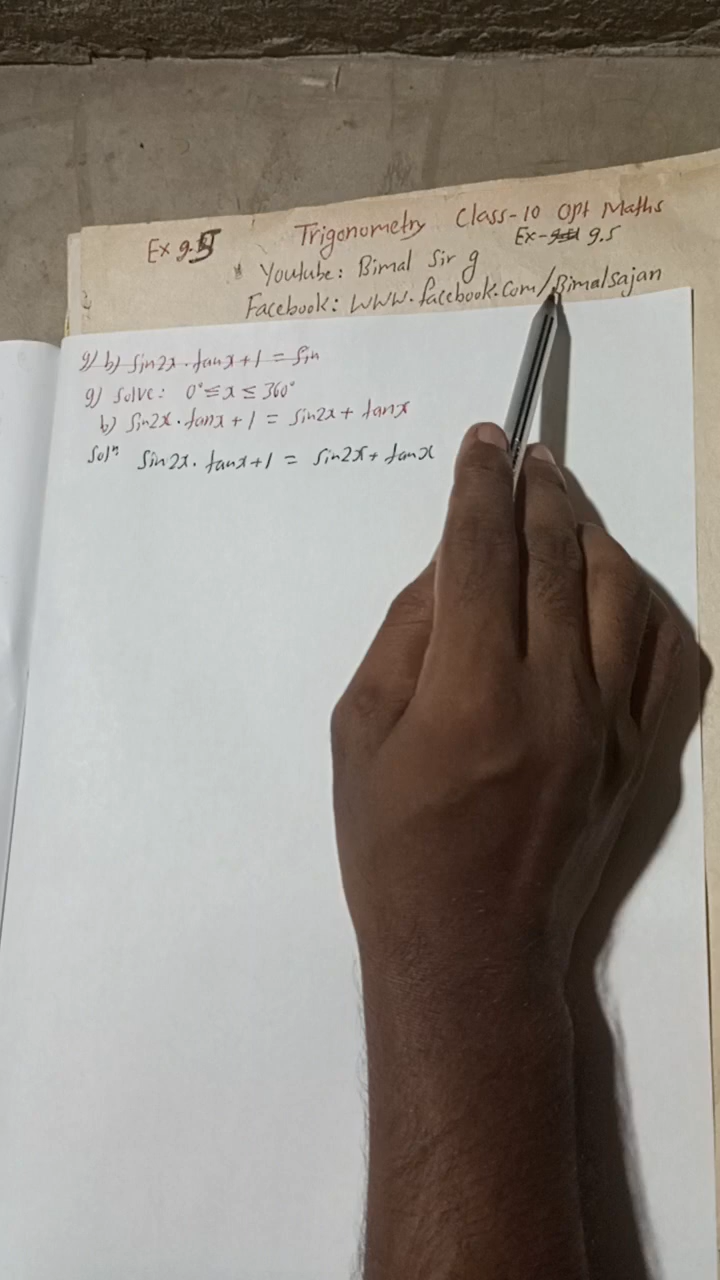 Ex 9.5
Trigonometry Class-10 Opt Maths
Ex- 9.5
Youtube: Bimal Sir g
Facebook: WWW.facebook.com/Bimalsajan
9) b) sin2x . tanx + 1 = sin
9) Solve: 0° ≤ x ≤ 360°
b) sin2x . tanx + 1 = sin2x + tanx
Solⁿ sin2x . tanx + 1 = sin2x + tanx